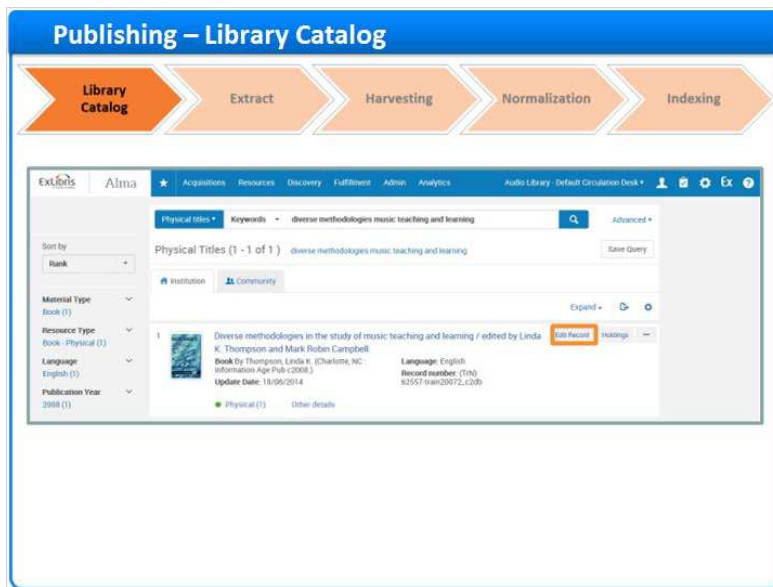 Publishing – Library Catalog
Library
Catalog
Extract
Harvesting
Normalization
Indexing
ExLibris Alma ★ Acquisitions Resources Discovery Fulfillment Admin Analytics Audio Library - Default Circulation Desk Ex ?
Physical titles Keywords diverse methodologies music teaching and learning Advanced
Sort by
Rank
Physical Titles (1 - 1 of 1 ) diverse methodologies music teaching and learning Save Query
Institution Community
Material Type
Book (1)
Expand
Resource Type
Book - Physical (1)
Language
English (1)
Publication Year
2008 (1)
1 Diverse methodologies in the study of music teaching and learning / edited by Linda
K. Thompson and Mark Robin Campbell.
Edit Record Holdings
Book By Thompson, Linda K. (Charlotte, NC :
Information Age Pub c2008.)
Update Date: 18/06/2014
Language: English
Record number: (TrN)
62557-train20072_c2db
Physical (1) Other details